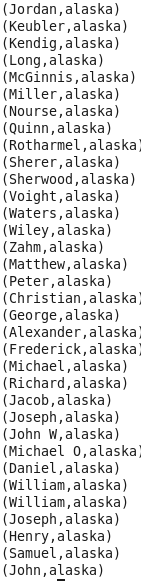 (Jordan,alaska)
(Keubler,alaska)
(Kendig,alaska)
(Long,alaska)
(McGinnis,alaska)
(Miller,alaska)
(Nourse,alaska)
(Quinn,alaska)
(Rotharmel,alaska)
(Sherer,alaska)
(Sherwood,alaska)
(Voight,alaska)
(Waters,alaska)
(Wiley,alaska)
(Zahm,alaska)
(Matthew,alaska)
(Peter,alaska)
(Christian,alaska)
(George,alaska)
(Alexander,alaska)
(Frederick,alaska)
(Michael,alaska)
(Richard,alaska)
(Jacob,alaska)
(Joseph,alaska)
(John W,alaska)
(Michael O,alaska)
(Daniel,alaska)
(William,alaska)
(William,alaska)
(Joseph,alaska)
(Henry,alaska)
(Samuel,alaska)
(John,alaska)